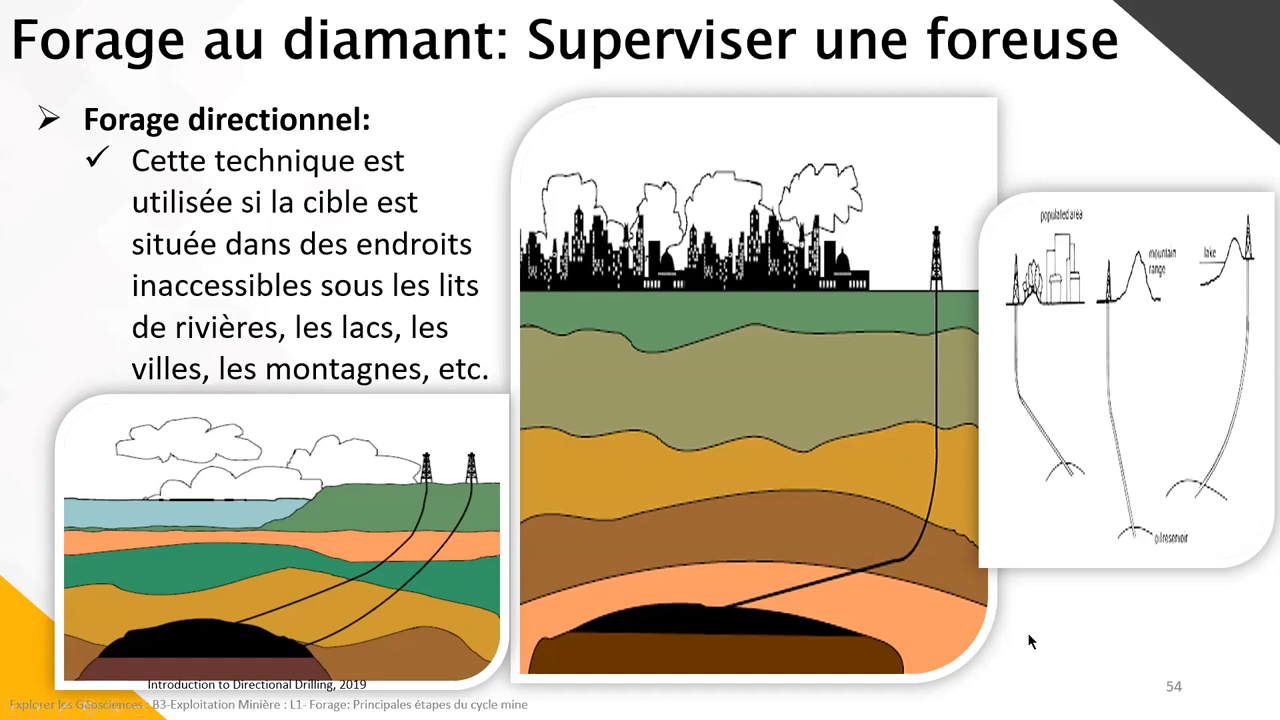 Forage au diamant: Superviser une foreuse
Forage directionnel:
Cette technique est
utilisée si la cible est
située dans des endroits
inaccessibles sous les lits
de rivières, les lacs, les
villes, les montagnes, etc.
populated area
mountain
range
lake
oil reservoir
Introduction to Directional Drilling, 2019
Explorer les Géosciences : B3-Exploitation Minière : L1- Forage: Principales étapes du cycle mine
54